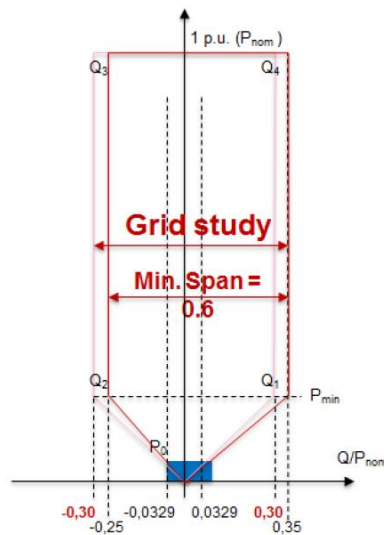 1 p.u. (Pnom)
Q3
Q4
Grid study
Min. Span =
0.6
Q2
Q1
Pmin
P0
Q/Pnom
-0,30
-0,0329
0,0329
0,30
-0,25
0,35